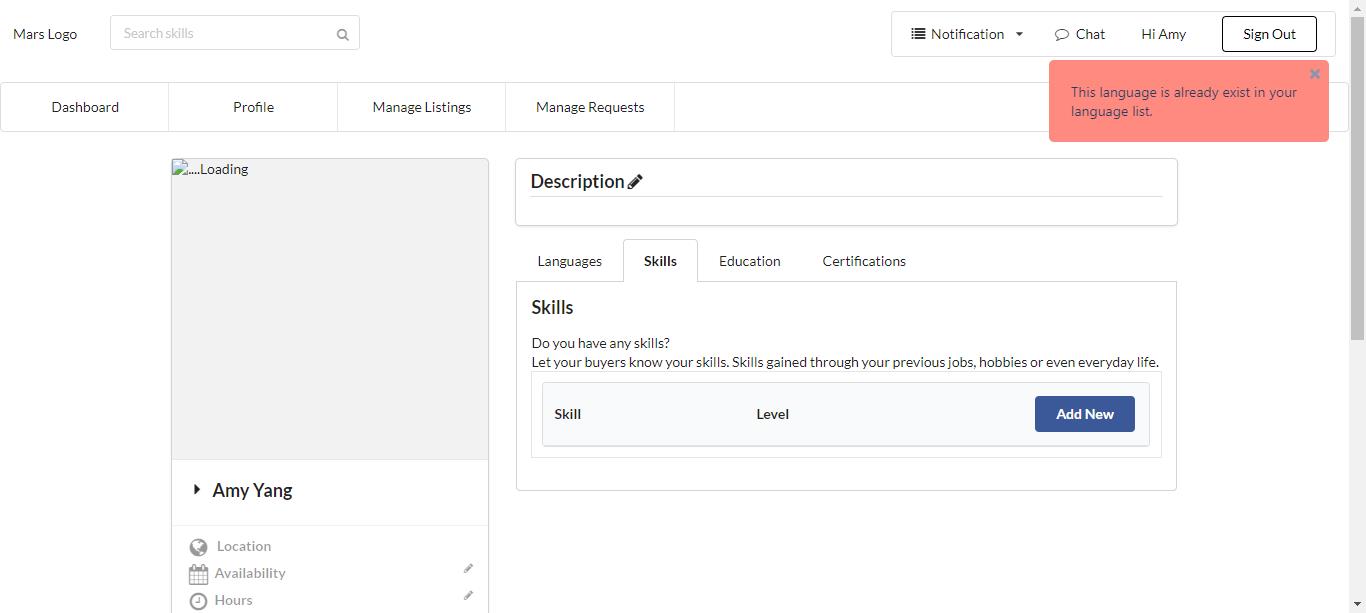 Mars Logo
Search skills
Notification
Chat
Hi Amy
Sign Out
This language is already exist in your
language list.
Dashboard
Profile
Manage Listings
Manage Requests
....Loading
Amy Yang
Location
Availability
Hours
Description
Languages
Skills
Education
Certifications
Skills
Do you have any skills?
Let your buyers know your skills. Skills gained through your previous jobs, hobbies or even everyday life.
Skill
Level
Add New